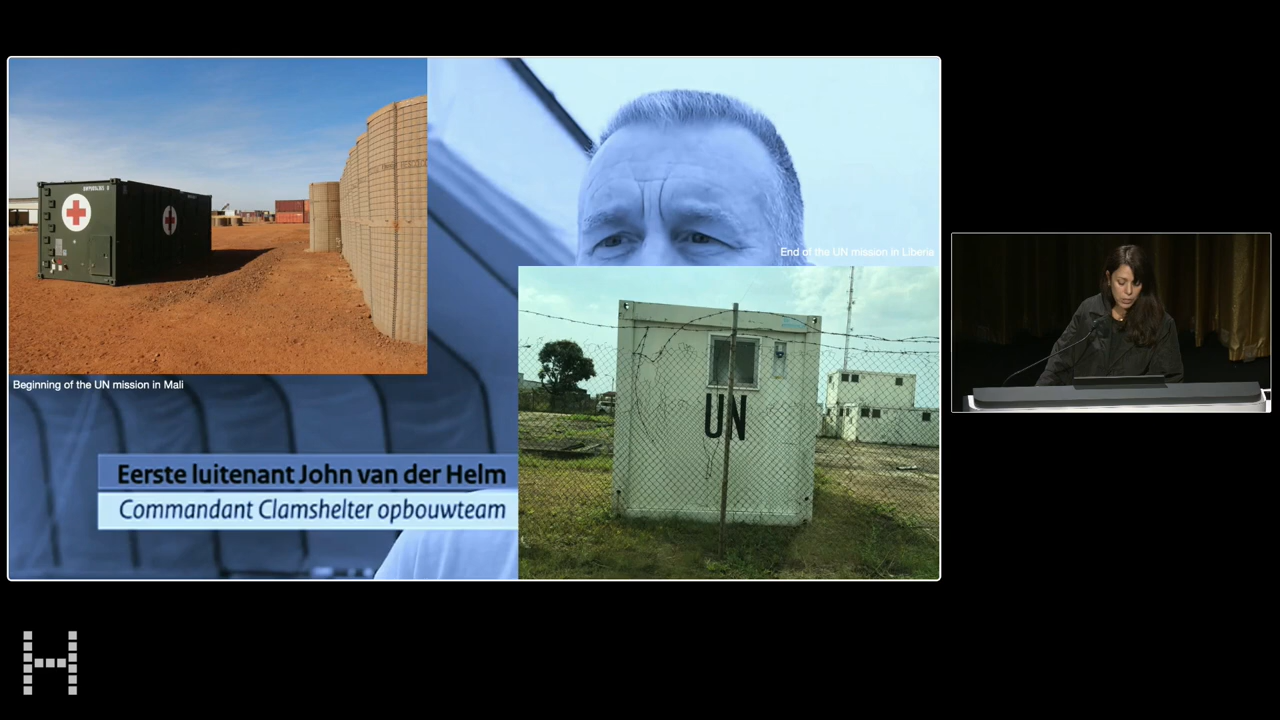 End of the UN mission in Liberia
UN
Beginning of the UN mission in Mali
Eerste luitenant John van der Helm
Commandant Clamshelter opbouwteam
H